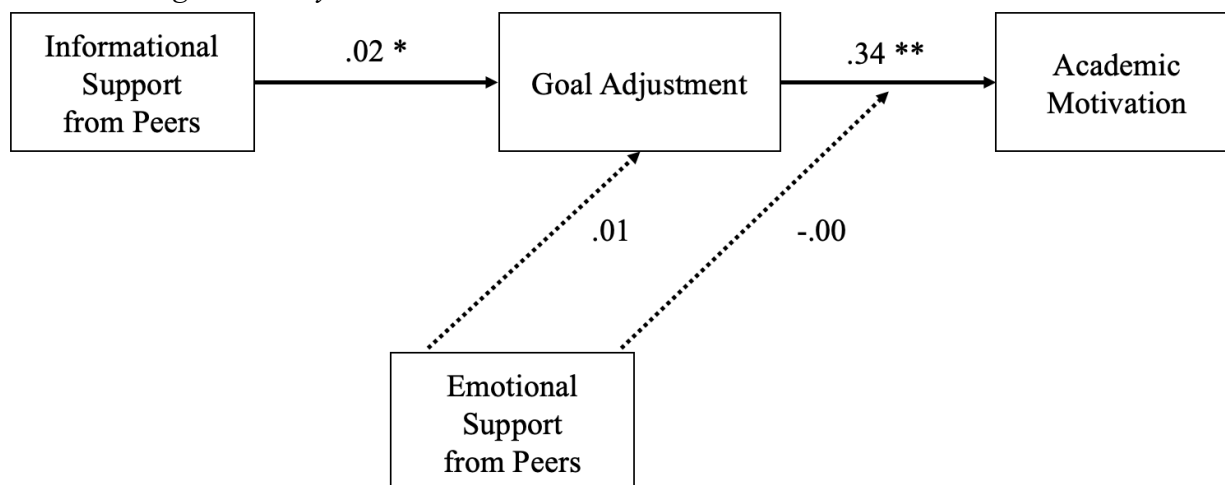 Informational
Support
from Peers
.02 *
Goal Adjustment
.34 **
Academic
Motivation
.01
-.00
Emotional
Support
from Peers